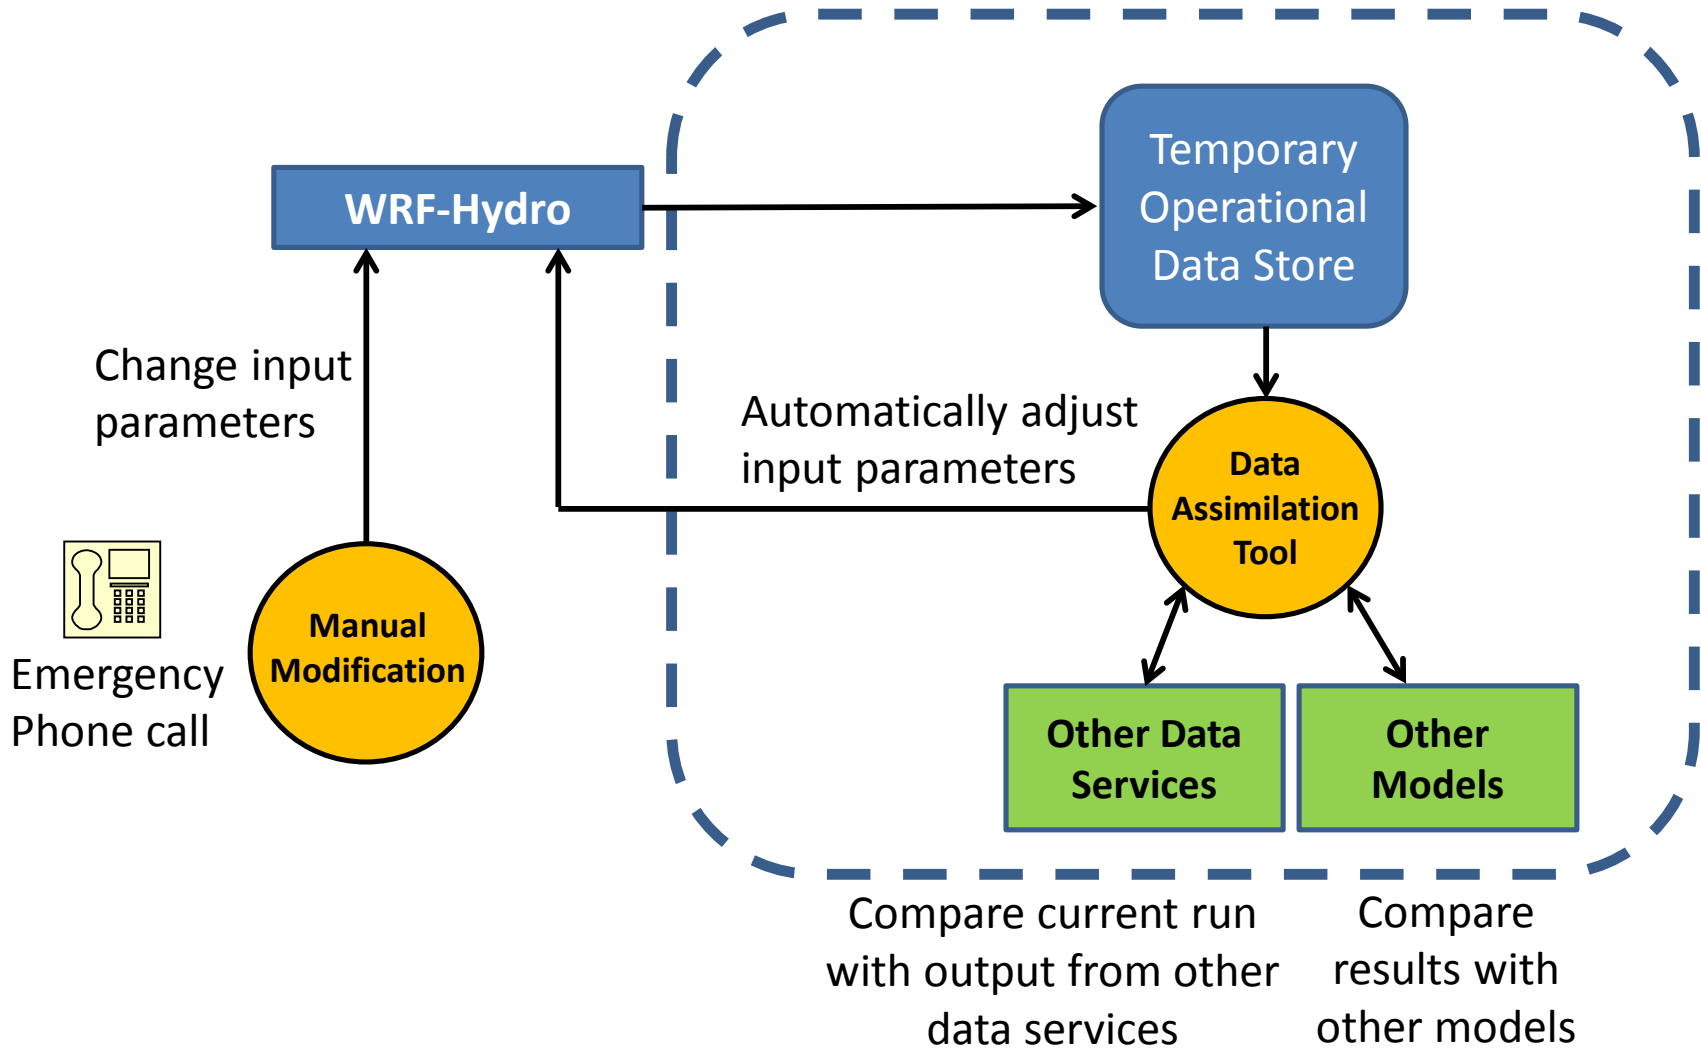 Temporary
Operational
Data Store
WRF-Hydro
Change input
parameters
Automatically adjust
input parameters
Data
Assimilation
Tool
Manual
Modification
Emergency
Phone call
Other Data
Services
Other
Models
Compare current run
with output from other
data services
Compare
results with
other models